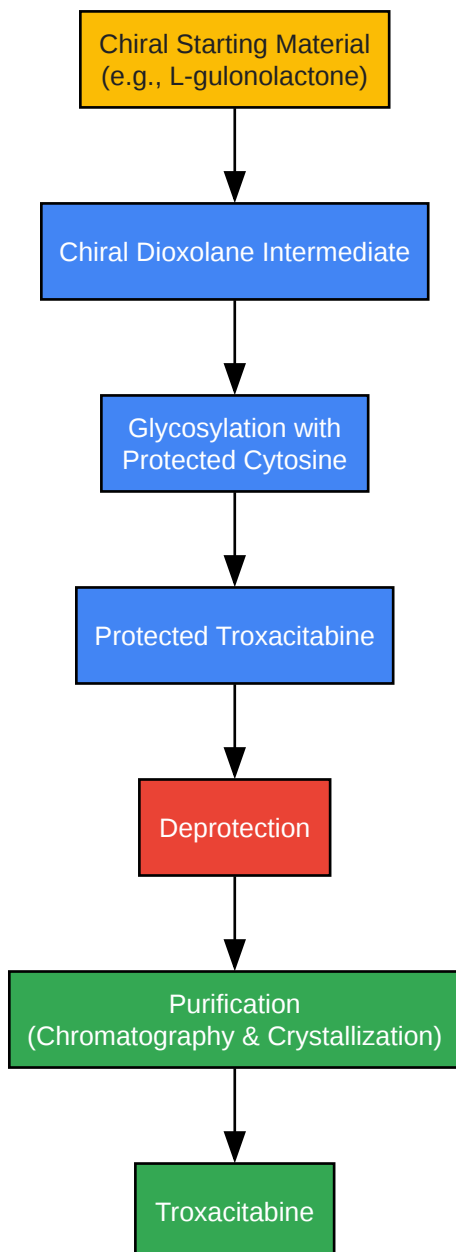 Chiral Starting Material
(e.g., L-gulonolactone)
Chiral Dioxolane Intermediate
Glycosylation with
Protected Cytosine
Protected Troxacitabine
Deprotection
Purification
(Chromatography & Crystallization)
Troxacitabine